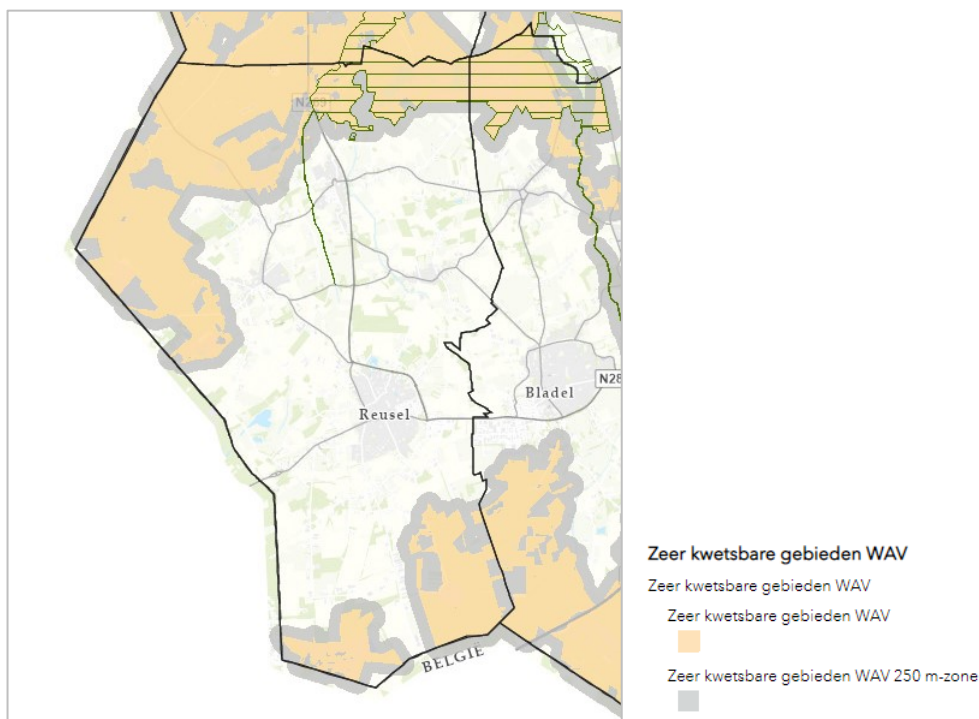 N269
Reusel
Bladel
N28
BELGIE
Zeer kwetsbare gebieden WAV
Zeer kwetsbare gebieden WAV
Zeer kwetsbare gebieden WAV
Zeer kwetsbare gebieden WAV 250 m-zone